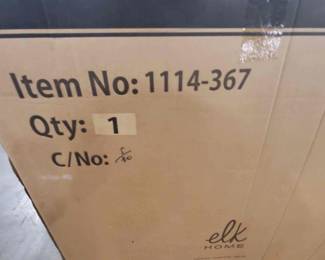 Item No: 1114-367
Qty: 1
C/No:
elk
HOME